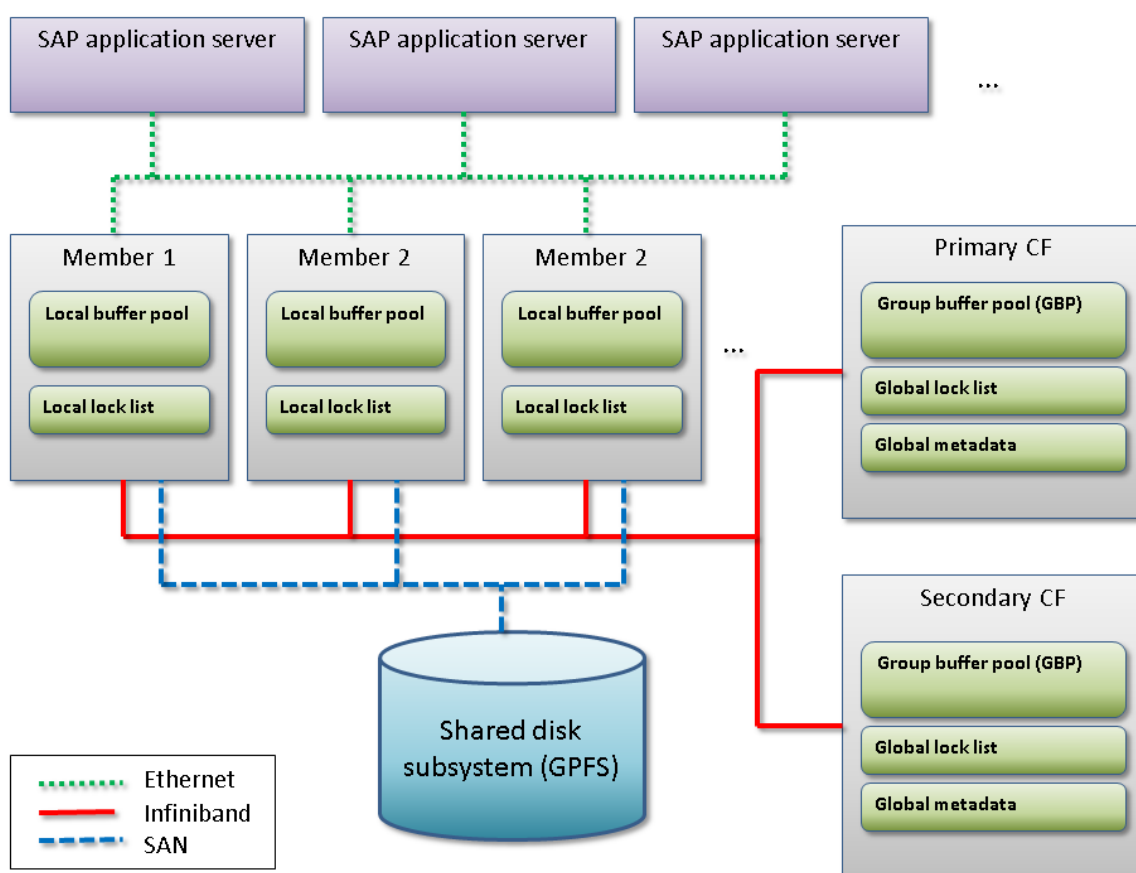 SAP application server
SAP application server
SAP application server
...
Member 1
Local buffer pool
Local lock list
Member 2
Local buffer pool
Local lock list
Member 2
Local buffer pool
Local lock list
...
Primary CF
Group buffer pool (GBP)
Global lock list
Global metadata
Secondary CF
Group buffer pool (GBP)
Global lock list
Global metadata
Shared disk
subsystem (GPFS)
Ethernet
Infiniband
SAN